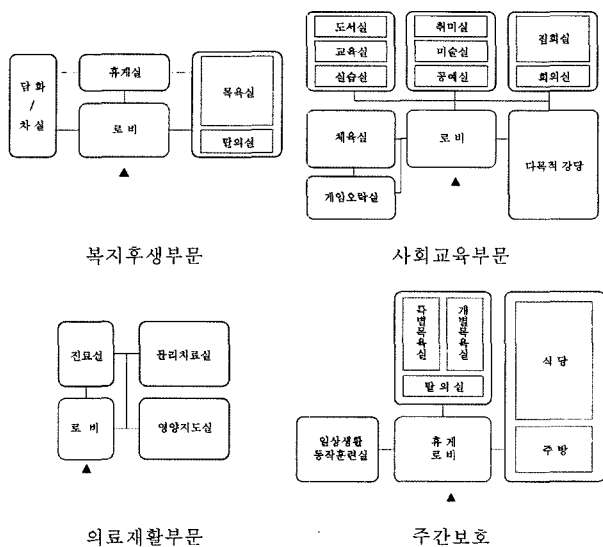 휴게실
담화
/
차실
로 비
목욕실
탈의실
▲
복지후생부문
도서실
교육실
실습실
취미실
미술실
공예실
집회실
회의실
체육실
로 비
다목적 강당
게임오락실
▲
사회교육부문
진료실
물리치료실
로 비
영양지도실
▲
의료재활부문
특별목욕실
개별목욕실
탈 의 실
식 당
일상생활
동작훈련실
휴 게
로 비
주 방
▲
주간보호